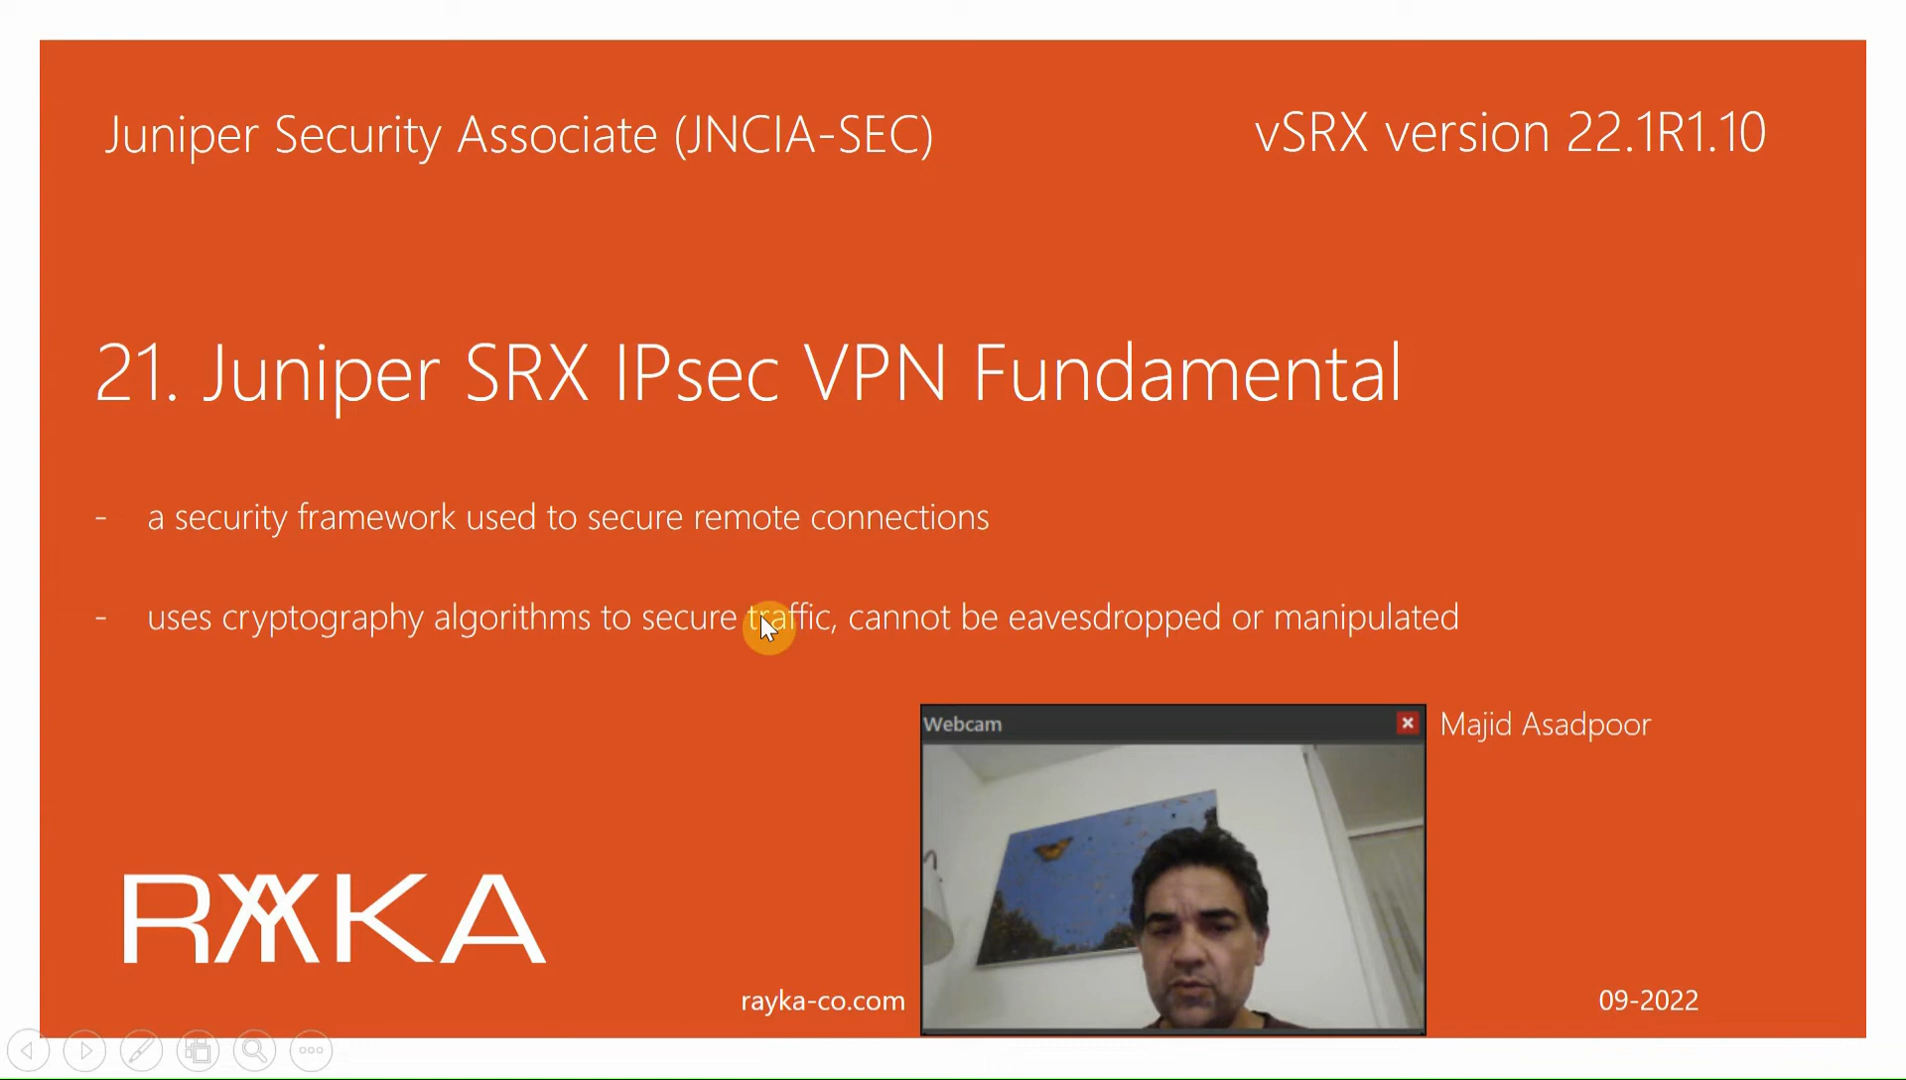 Juniper Security Associate (JNCIA-SEC)
vSRX version 22.1R1.10
21. Juniper SRX IPsec VPN Fundamental
- a security framework used to secure remote connections
- uses cryptography algorithms to secure traffic, cannot be eavesdropped or manipulated
Webcam
Majid Asadpoor
RAYKA
rayka-co.com
09-2022